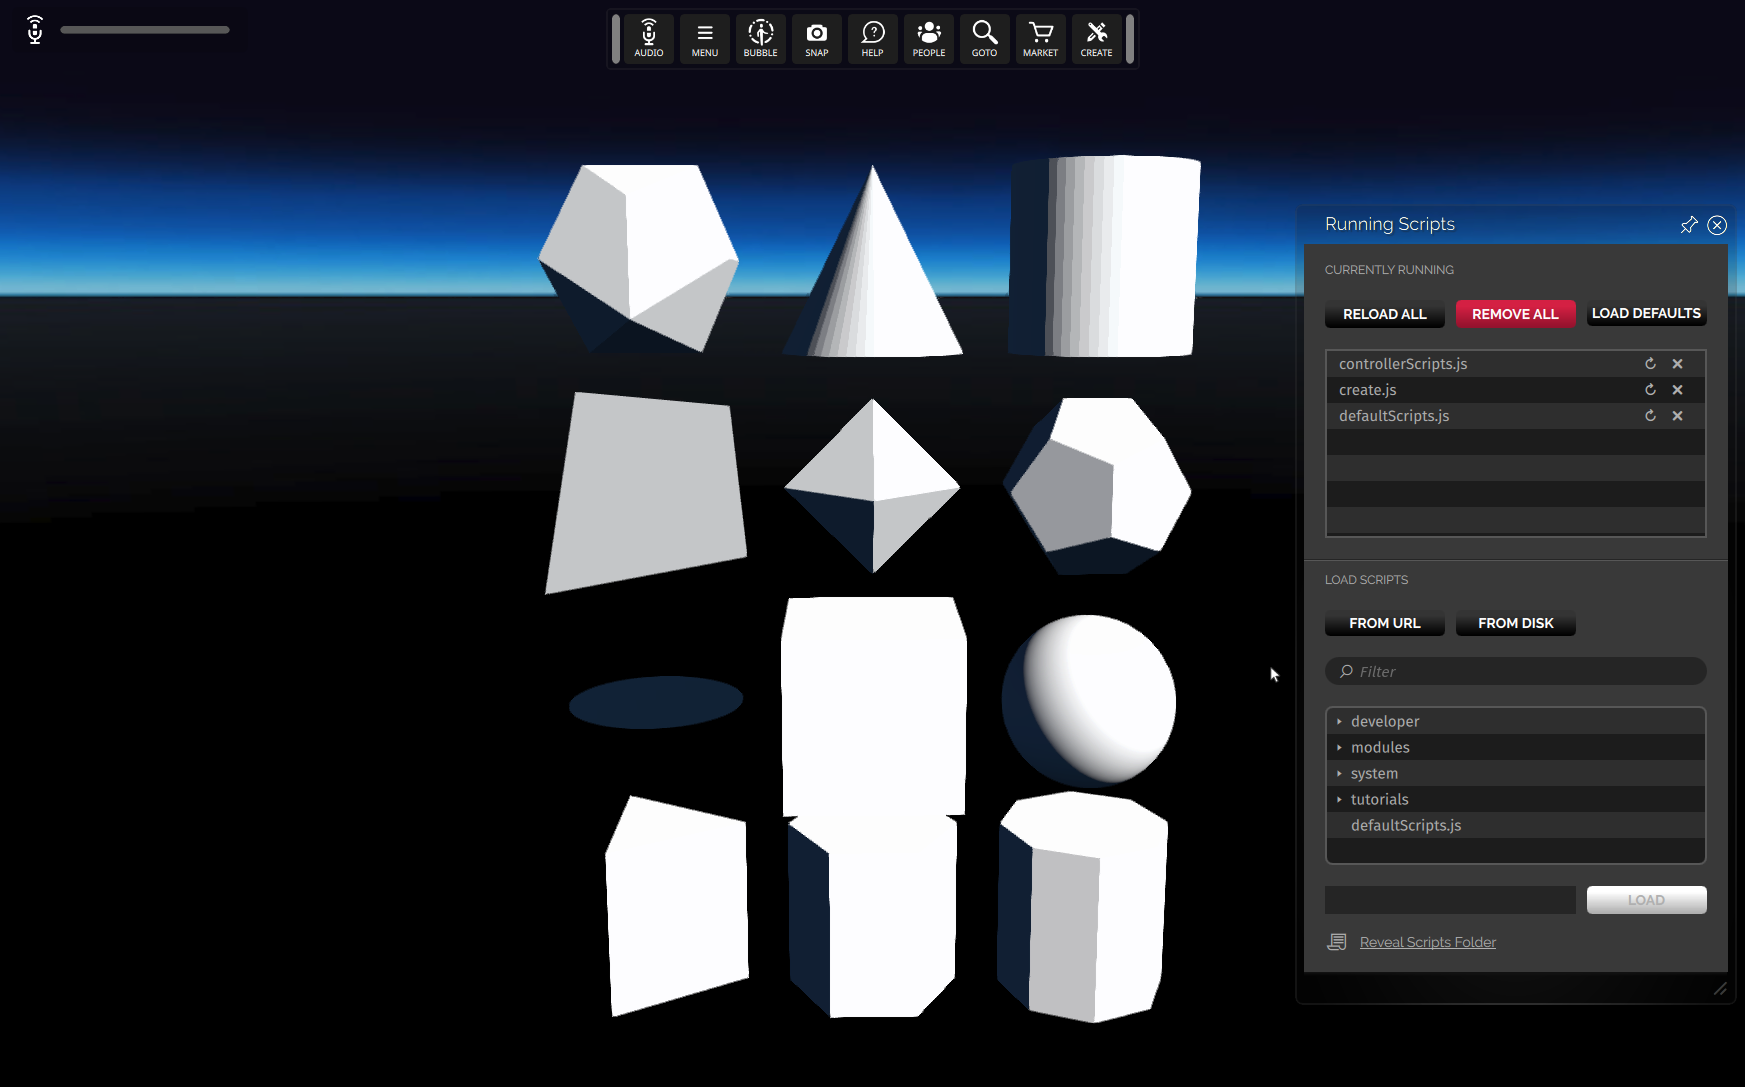 AUDIO MENU BUBBLE SNAP HELP PEOPLE GOTO MARKET CREATE
Running Scripts
CURRENTLY RUNNING
RELOAD ALL REMOVE ALL LOAD DEFAULTS
controllerScripts.js
create.js
defaultScripts.js
LOAD SCRIPTS
FROM URL FROM DISK
Filter
developer
modules
system
tutorials
defaultScripts.js
LOAD
Reveal Scripts Folder